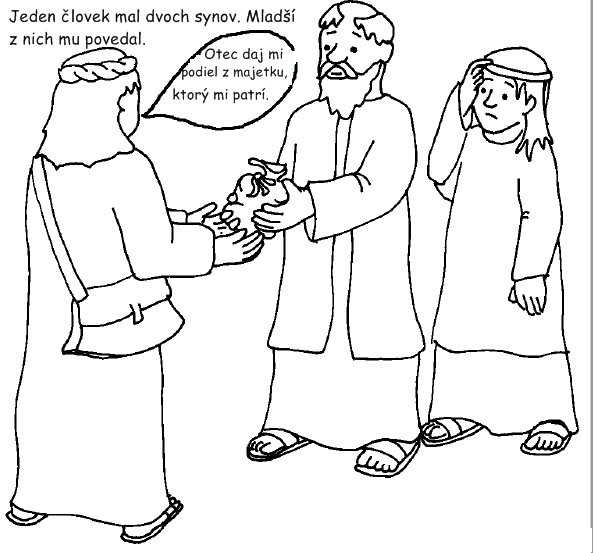 Jeden človek mal dvoch synov. Mladší
z nich mu povedal.
Otec daj mi
podiel z majetku,
ktorý mi patrí.